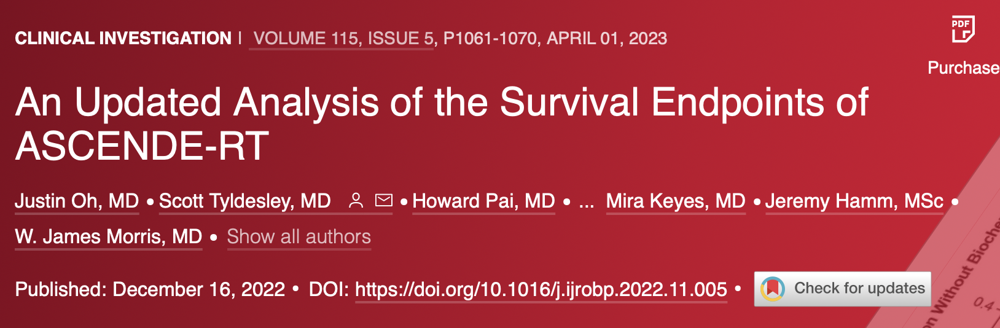 CLINICAL INVESTIGATION | VOLUME 115, ISSUE 5, P1061-1070, APRIL 01, 2023
PDF
Purchase
An Updated Analysis of the Survival Endpoints of
ASCENDE-RT
Justin Oh, MD • Scott Tyldesley, MD • Howard Pai, MD • ... Mira Keyes, MD • Jeremy Hamm, MSc •
W. James Morris, MD • Show all authors
Published: December 16, 2022 • DOI: https://doi.org/10.1016/j.ijrobp.2022.11.005 •
Check for updates
Without
0.4